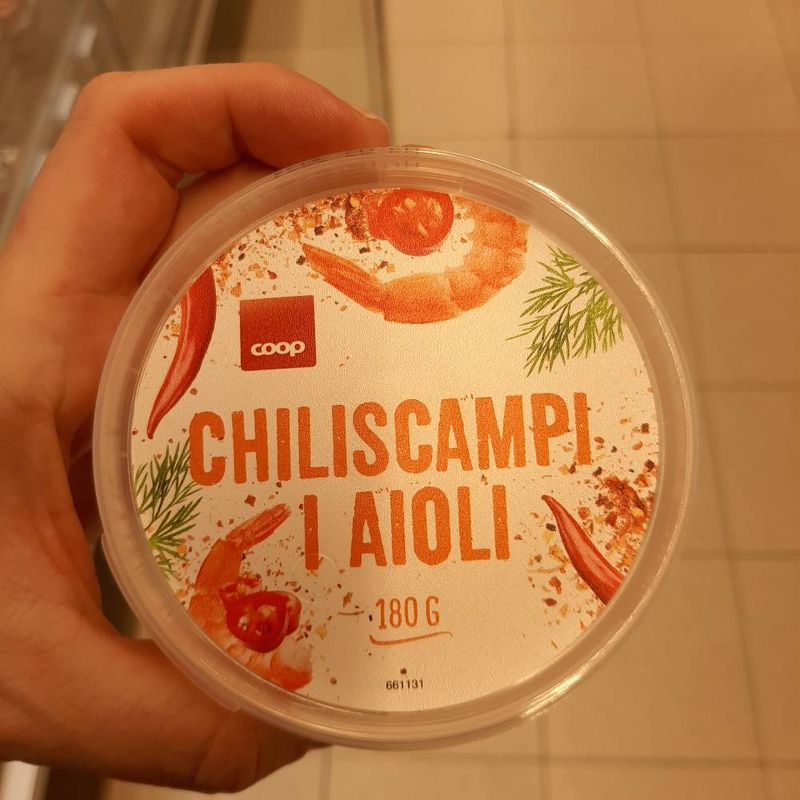 coop
CHILISCAMPI
I AIOLI
180 G
661131